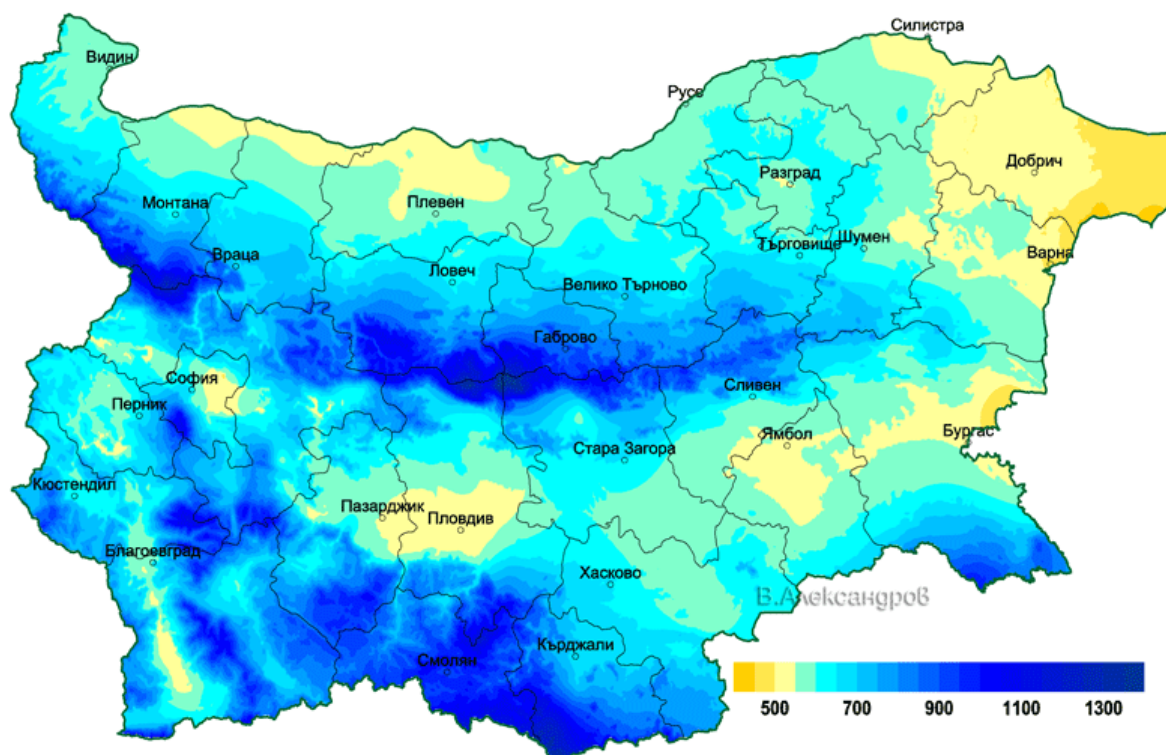 Силистра
Видин
Русе
Разград
Добрич
Монтана
Плевен
Търговище
Шумен
Варна
Враца
Ловеч
Велико Търново
Габрово
София
Сливен
Перник
Ямбол
Бургас
Стара Загора
Кюстендил
Пазарджик
Пловдив
Благоевград
Хасково
В.Александров
Кърджали
Смолян
500 700 900 1100 1300